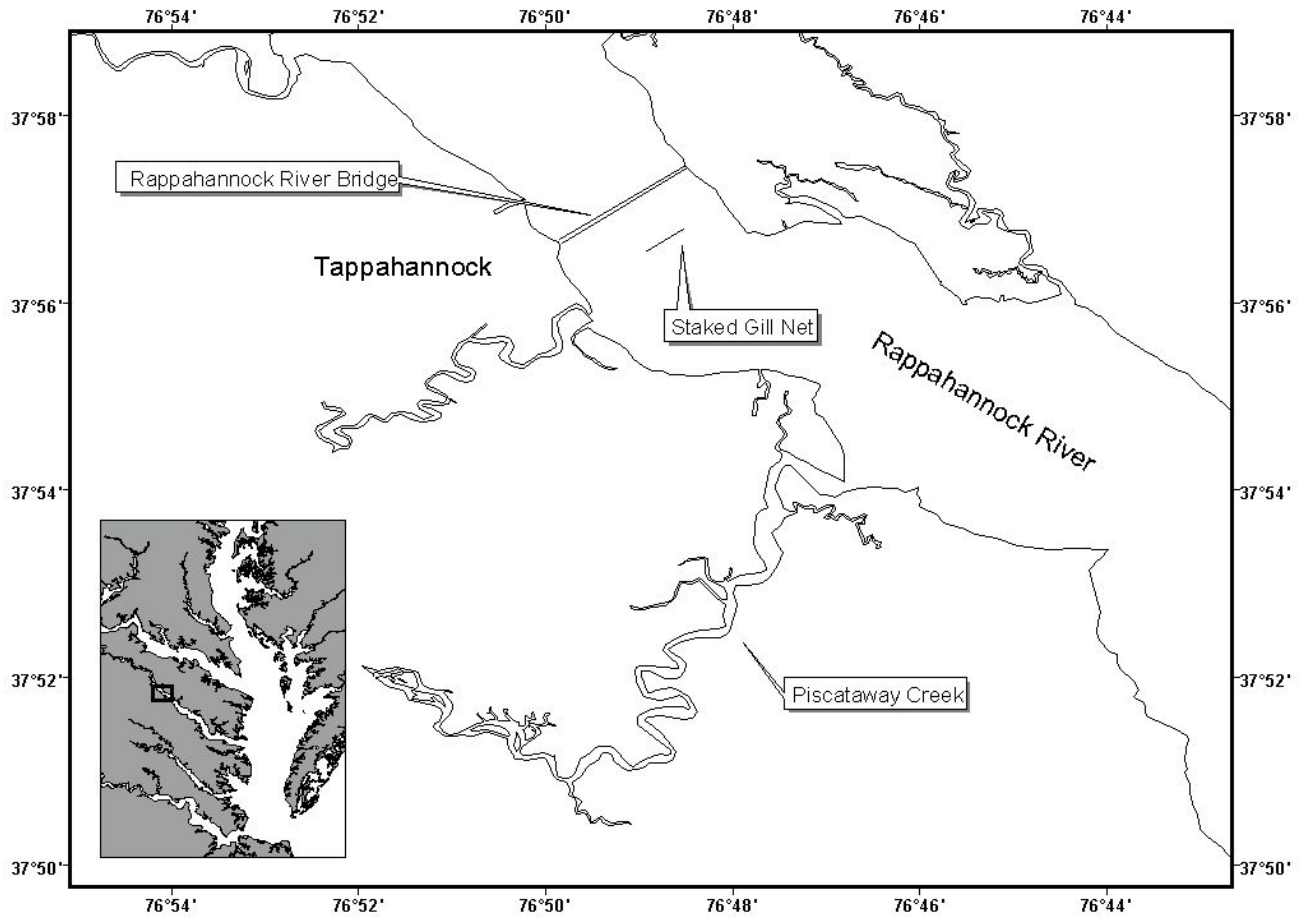 76°54' 76°52' 76°50' 76°48' 76°46' 76°44'
37°58' 37°58'
Rappahannock River Bridge
Tappahannock
37°56' 37°56'
Staked Gill Net
Rappahannock River
37°54' 37°54'
37°52' 37°52'
Piscataway Creek
37°50' 37°50'
76°54' 76°52' 76°50' 76°48' 76°46' 76°44'